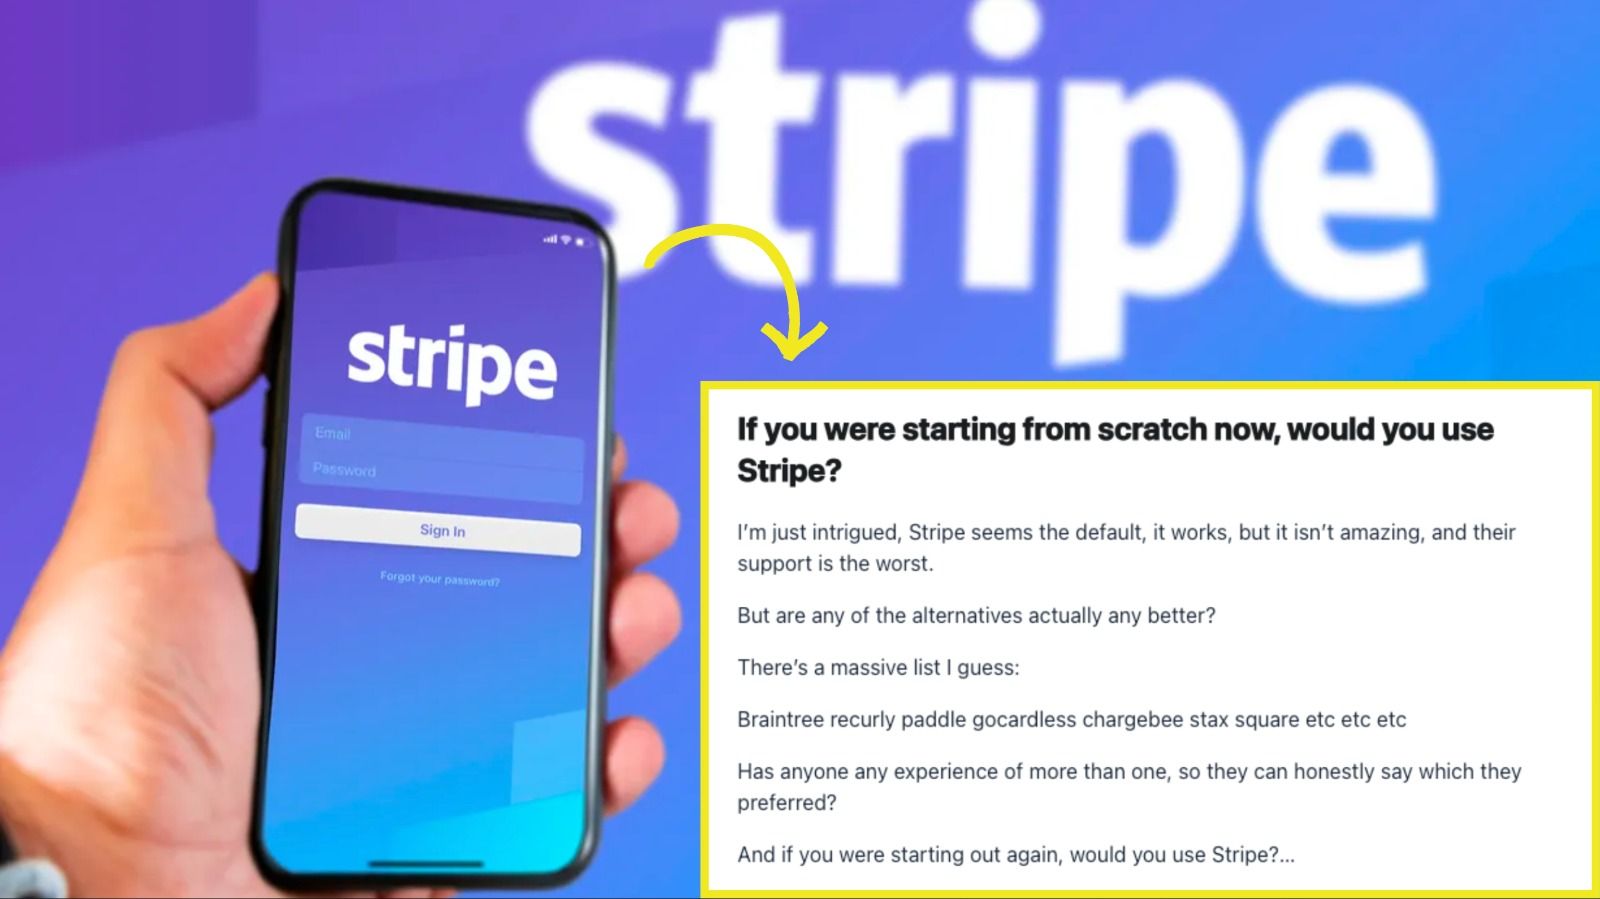 stripe
stripe
Email
Password
Sign In
Forgot your password?
If you were starting from scratch now, would you use
Stripe?
I'm just intrigued, Stripe seems the default, it works, but it isn't amazing, and their
support is the worst.
But are any of the alternatives actually any better?
There's a massive list I guess:
Braintree recurly paddle gocardless chargebee stax square etc etc etc
Has anyone any experience of more than one, so they can honestly say which they
preferred?
And if you were starting out again, would you use Stripe?...